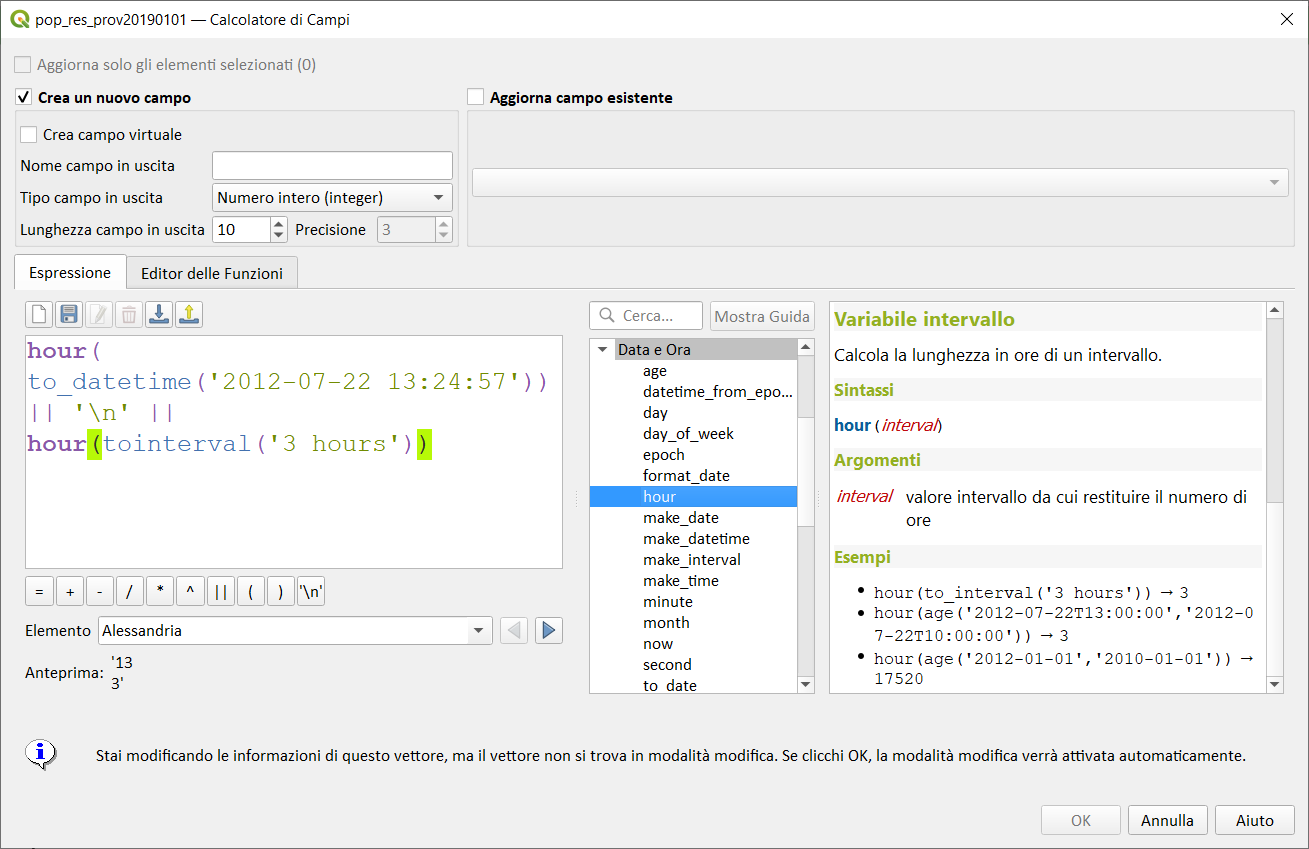 pop_res_prov20190101 — Calcolatore di Campi
Aggiorna solo gli elementi selezionati (0)
Crea un nuovo campo
Aggiorna campo esistente
Crea campo virtuale
Nome campo in uscita
Tipo campo in uscita Numero intero (integer)
Lunghezza campo in uscita 10 Precisione 3
Espressione Editor delle Funzioni
hour(
to_datetime('2012-07-22 13:24:57'))
|| '\n' ||
hour(tointerval('3 hours'))
= + - / * ^ || ( ) '\n'
Elemento Alessandria
Anteprima: '13
3'
Cerca... Mostra Guida
Data e Ora
age
datetime_from_epo...
day
day_of_week
epoch
format_date
hour
make_date
make_datetime
make_interval
make_time
minute
month
now
second
to_date
Variabile intervallo
Calcola la lunghezza in ore di un intervallo.
Sintassi
hour(interval)
Argomenti
interval valore intervallo da cui restituire il numero di
ore
Esempi
• hour(to_interval('3 hours')) → 3
• hour(age('2012-07-22T13:00:00','2012-0
7-22T10:00:00')) → 3
• hour(age('2012-01-01','2010-01-01')) →
17520
Stai modificando le informazioni di questo vettore, ma il vettore non si trova in modalità modifica. Se clicchi OK, la modalità modifica verrà attivata automaticamente.
OK Annulla Aiuto